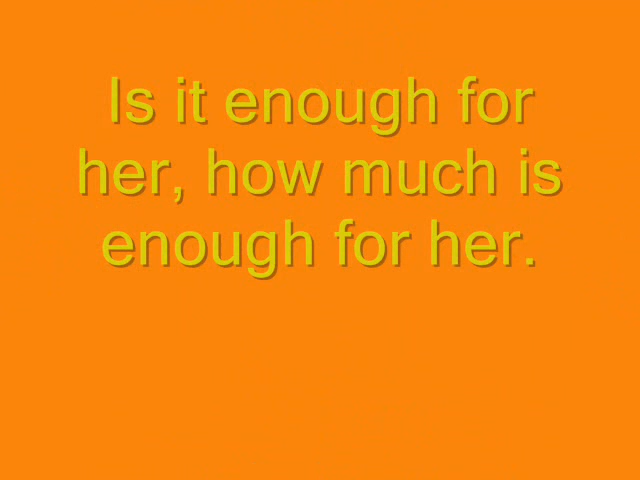 Is it enough for
her, how much is
enough for her.